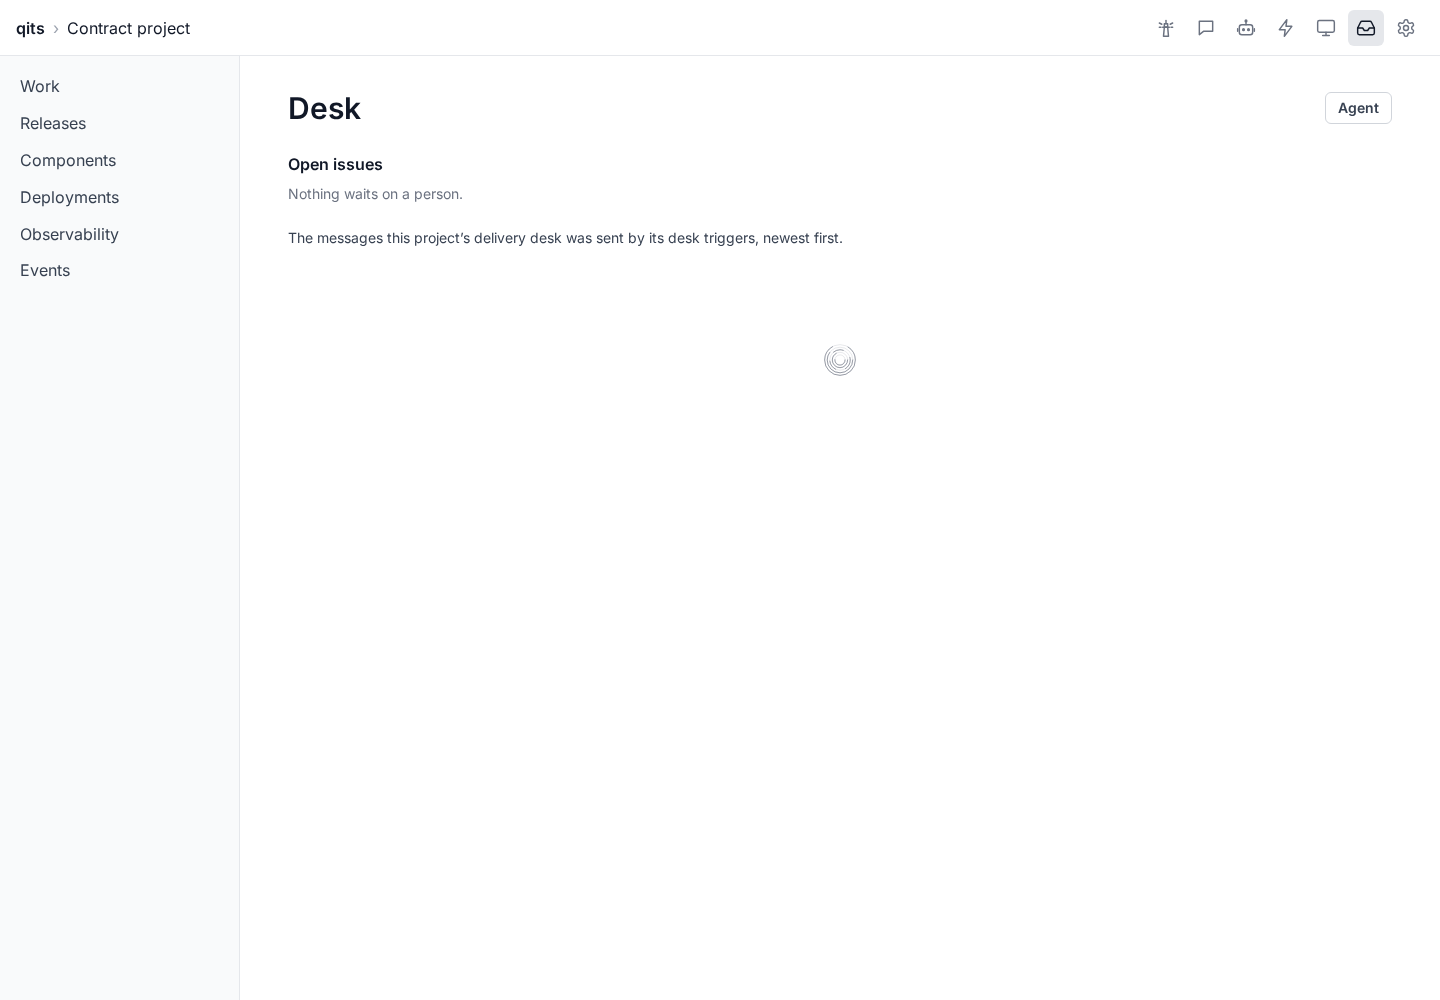 qits › Contract project
Work
Releases
Components
Deployments
Observability
Events
Desk
Agent
Open issues
Nothing waits on a person.
The messages this project’s delivery desk was sent by its desk triggers, newest first.